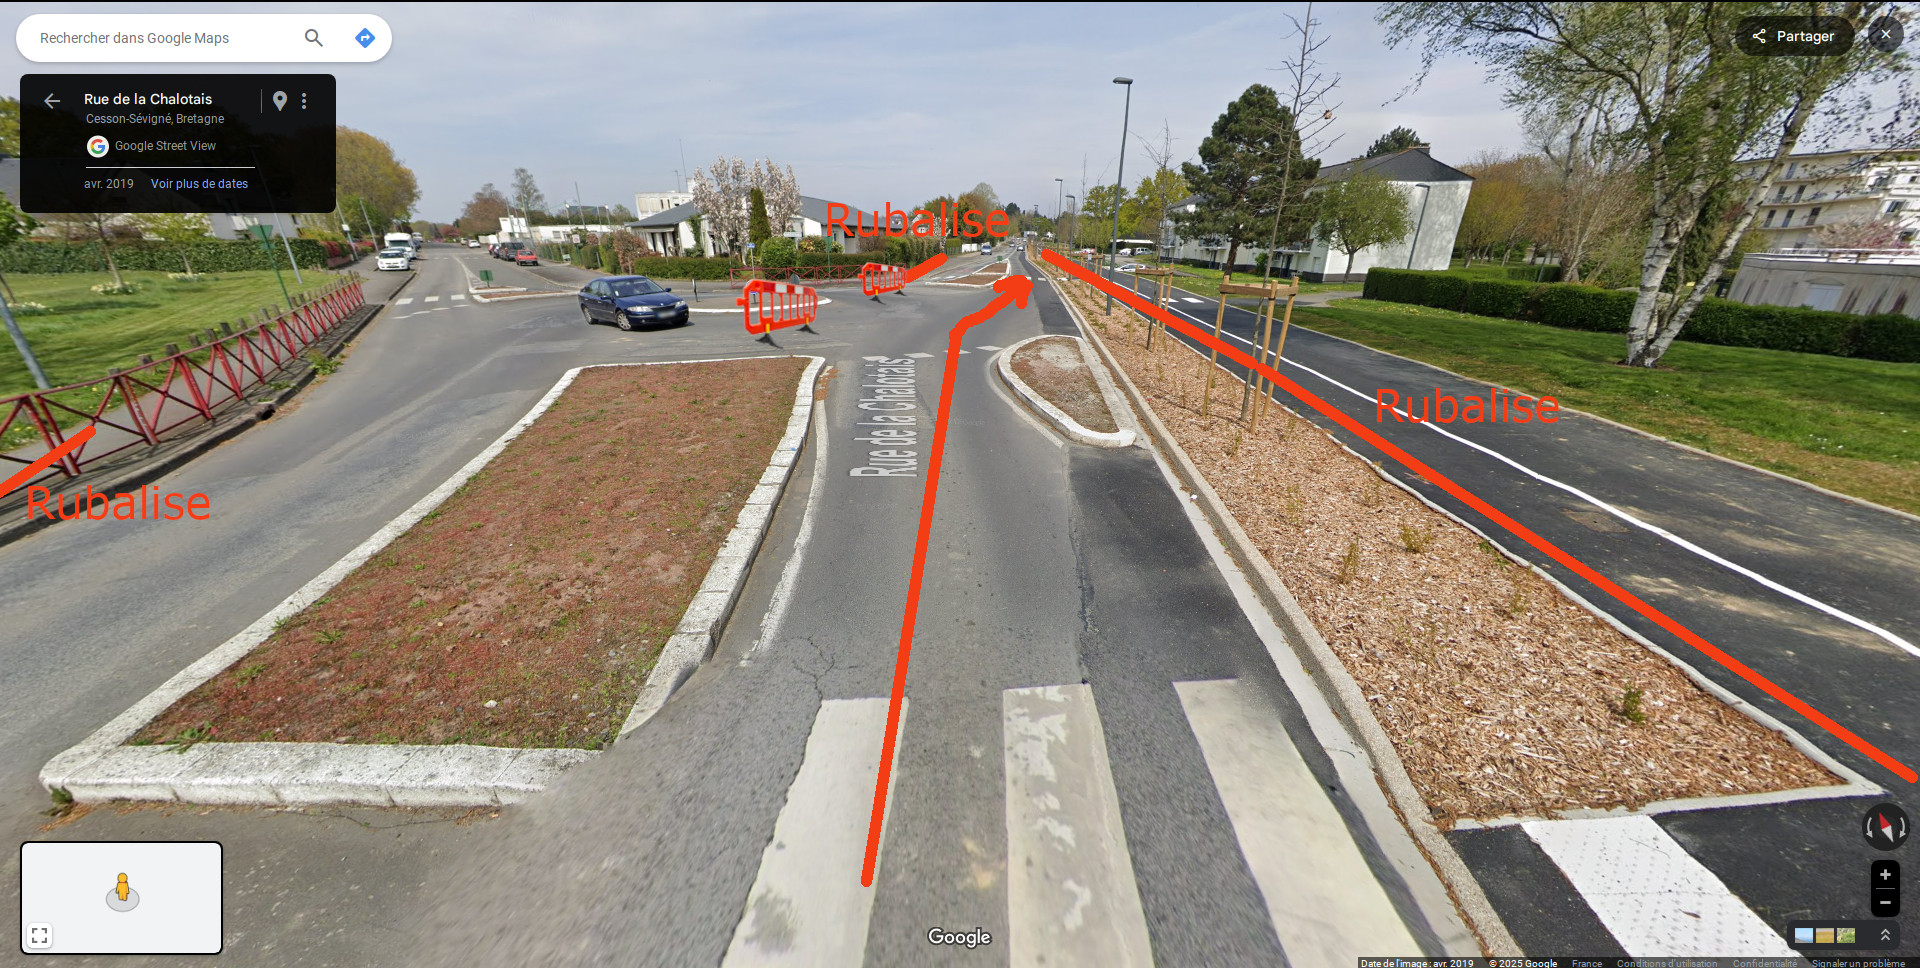 Rechercher dans Google Maps
Partager
Rue de la Chalotais
Cesson-Sévigné, Bretagne
Google Street View
avr. 2019 Voir plus de dates
Rubalise
Rubalise
Rue de la Chalotais
Rubalise
Google
Date de l'image : avr. 2019 © 2025 Google France Conditions d'utilisation Confidentialité Signaler un problème